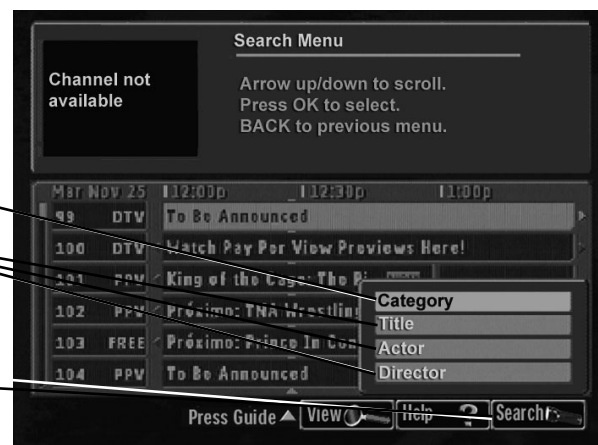 Search Menu
Channel not
available
Arrow up/down to scroll.
Press OK to select.
BACK to previous menu.
Mar Nov 25 12:00p 12:30p 1:00p
99 DTV To Be Announced
100 DTV Watch Pay Per View Previews Here!
101 PPV King of the Cage: The
102 PPV Próximo: TNA Wrestling
103 FREE Próximo: Prince In
104 PPV To Be Announced
Category
Title
Actor
Director
Press Guide View Help ? Search